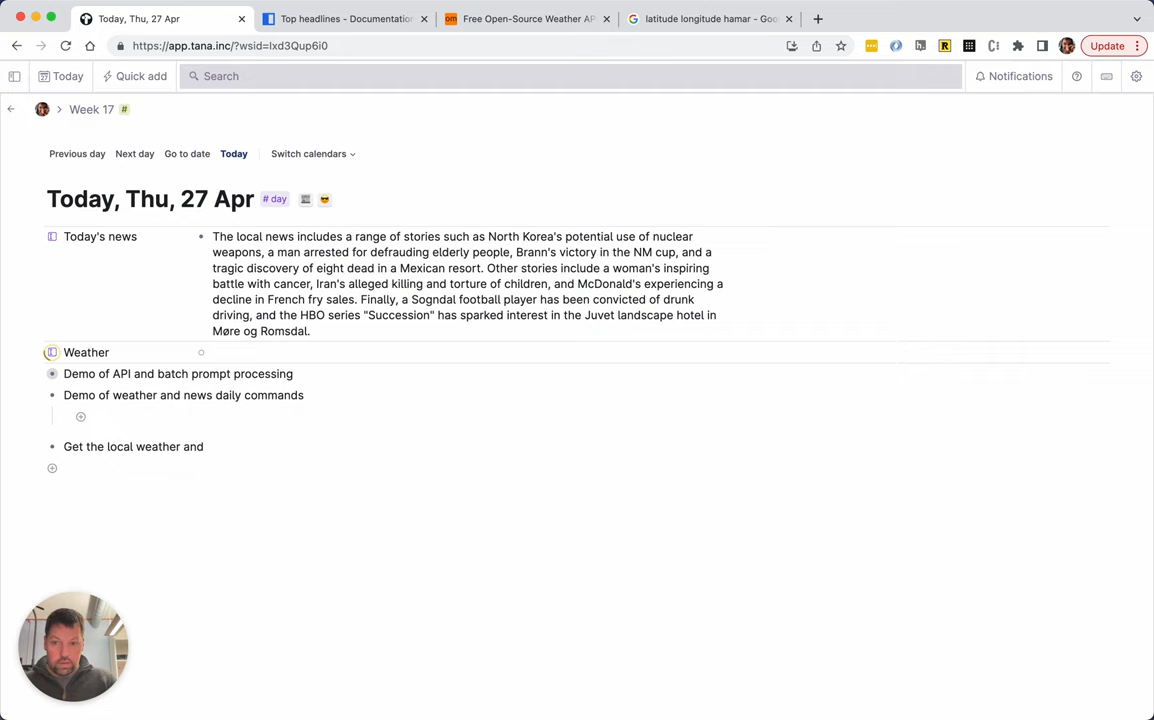 Today, Thu, 27 Apr
Top headlines - Documentation
Free Open-Source Weather API
latitude longitude hamar - Goo
https://app.tana.inc/?wsid=Ixd3Qup6i0
Update
Today
Quick add
Search
Notifications
Week 17 #
Previous day Next day Go to date Today Switch calendars
Today, Thu, 27 Apr # day
Today's news
The local news includes a range of stories such as North Korea's potential use of nuclear
weapons, a man arrested for defrauding elderly people, Brann's victory in the NM cup, and a
tragic discovery of eight dead in a Mexican resort. Other stories include a woman's inspiring
battle with cancer, Iran's alleged killing and torture of children, and McDonald's experiencing a
decline in French fry sales. Finally, a Sogndal football player has been convicted of drunk
driving, and the HBO series "Succession" has sparked interest in the Juvet landscape hotel in
Møre og Romsdal.
Weather
Demo of API and batch prompt processing
Demo of weather and news daily commands
Get the local weather and